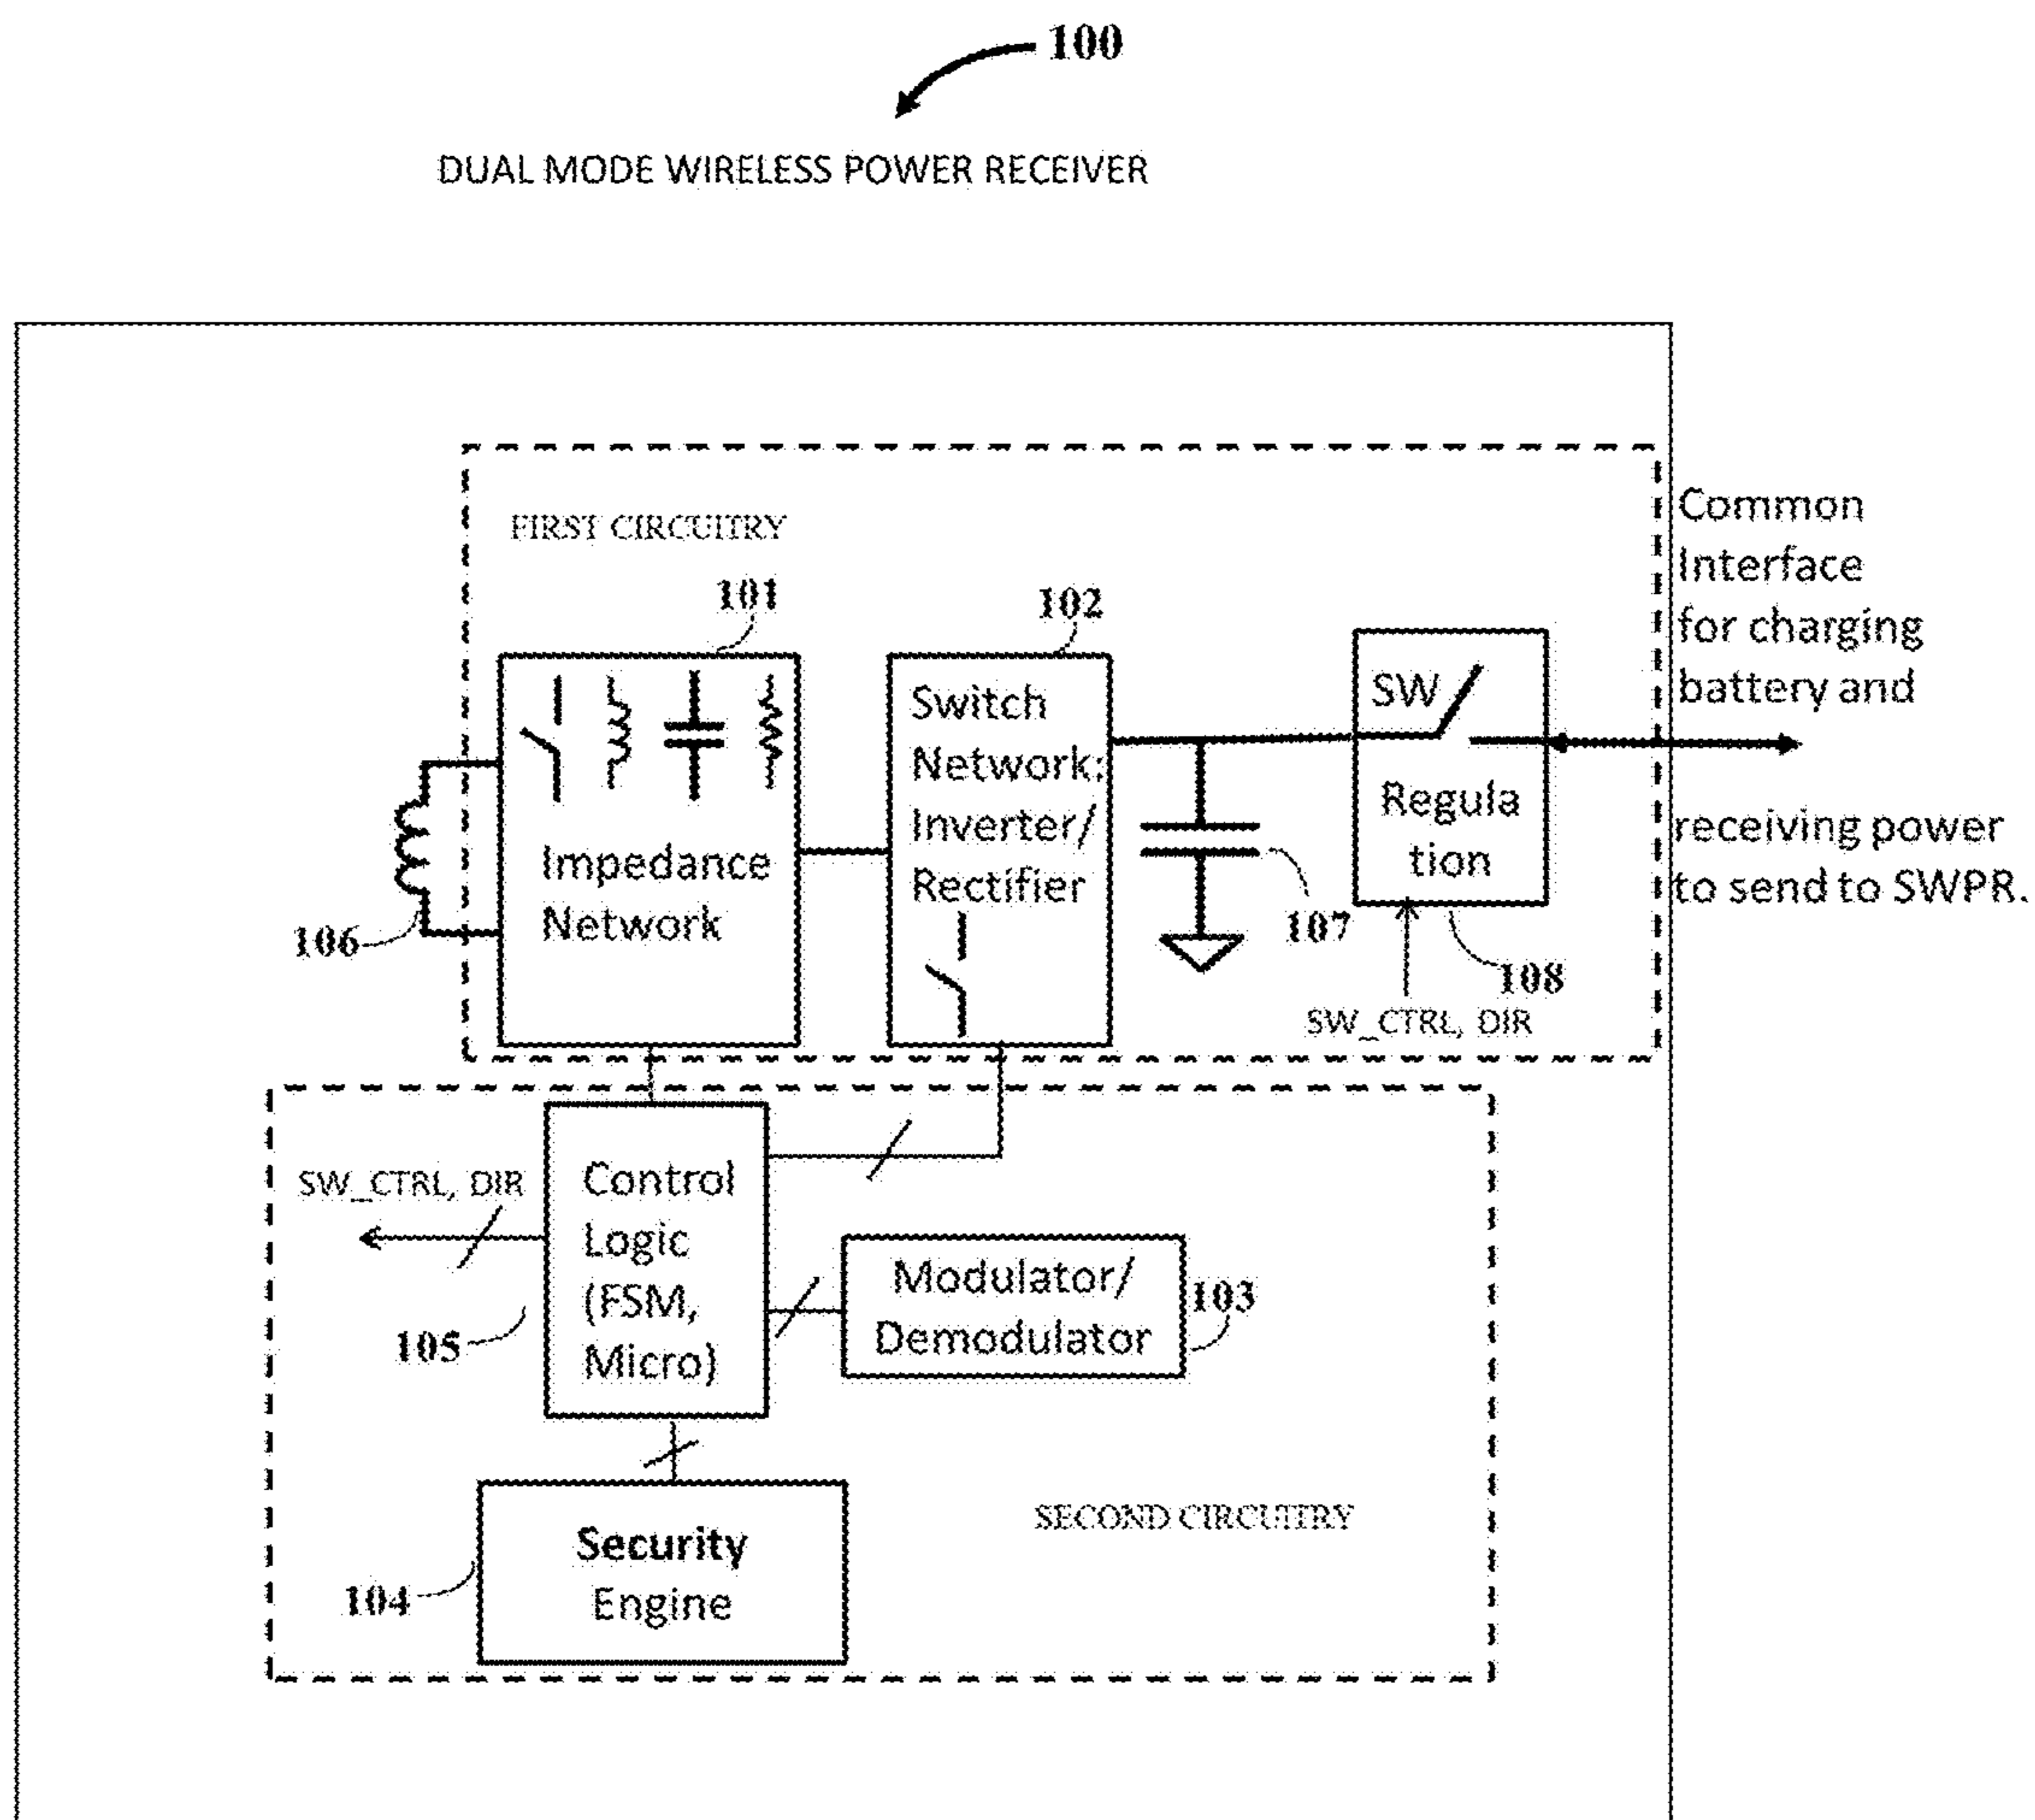 100
DUAL MODE WIRELESS POWER RECEIVER
FIRST CIRCUITRY
101
102
Common
Interface
for charging
battery and
receiving power
to send to SWPR.
Impedance
Network
Switch
Network:
Inverter/
Rectifier
SW
Regula
tion
106
107
108
SW_CTRL, DIR
SW_CTRL, DIR
Control
Logic
(FSM,
Micro)
105
Modulator/
Demodulator
103
SECOND CIRCUITRY
Security
Engine
104